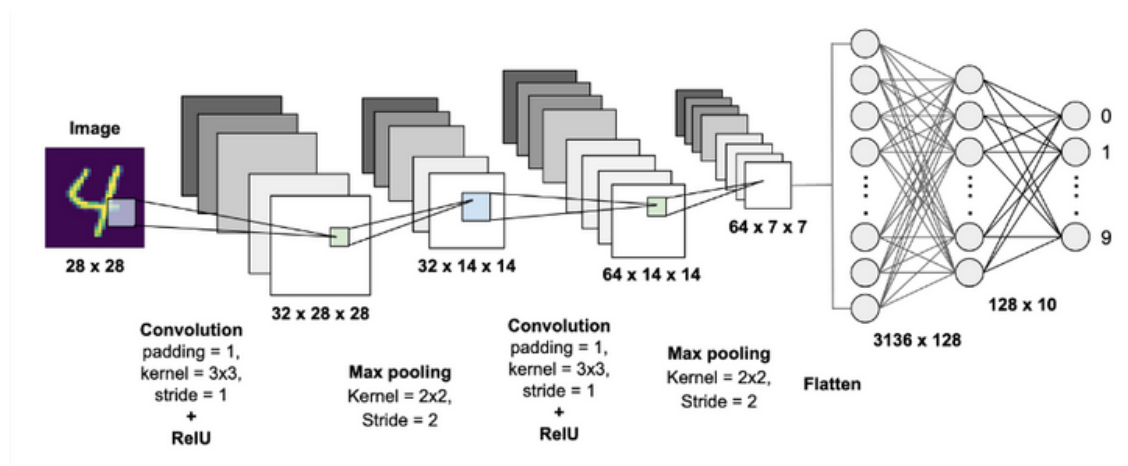 Image
28 x 28
32 x 28 x 28
Convolution
padding = 1,
kernel = 3x3,
stride = 1
+
RelU
32 x 14 x 14
Max pooling
Kernel = 2x2,
Stride = 2
64 x 14 x 14
Convolution
padding = 1,
kernel = 3x3,
stride = 1
+
RelU
64 x 7 x 7
Max pooling
Kernel = 2x2,
Stride = 2
Flatten
3136 x 128
128 x 10
0
1
9